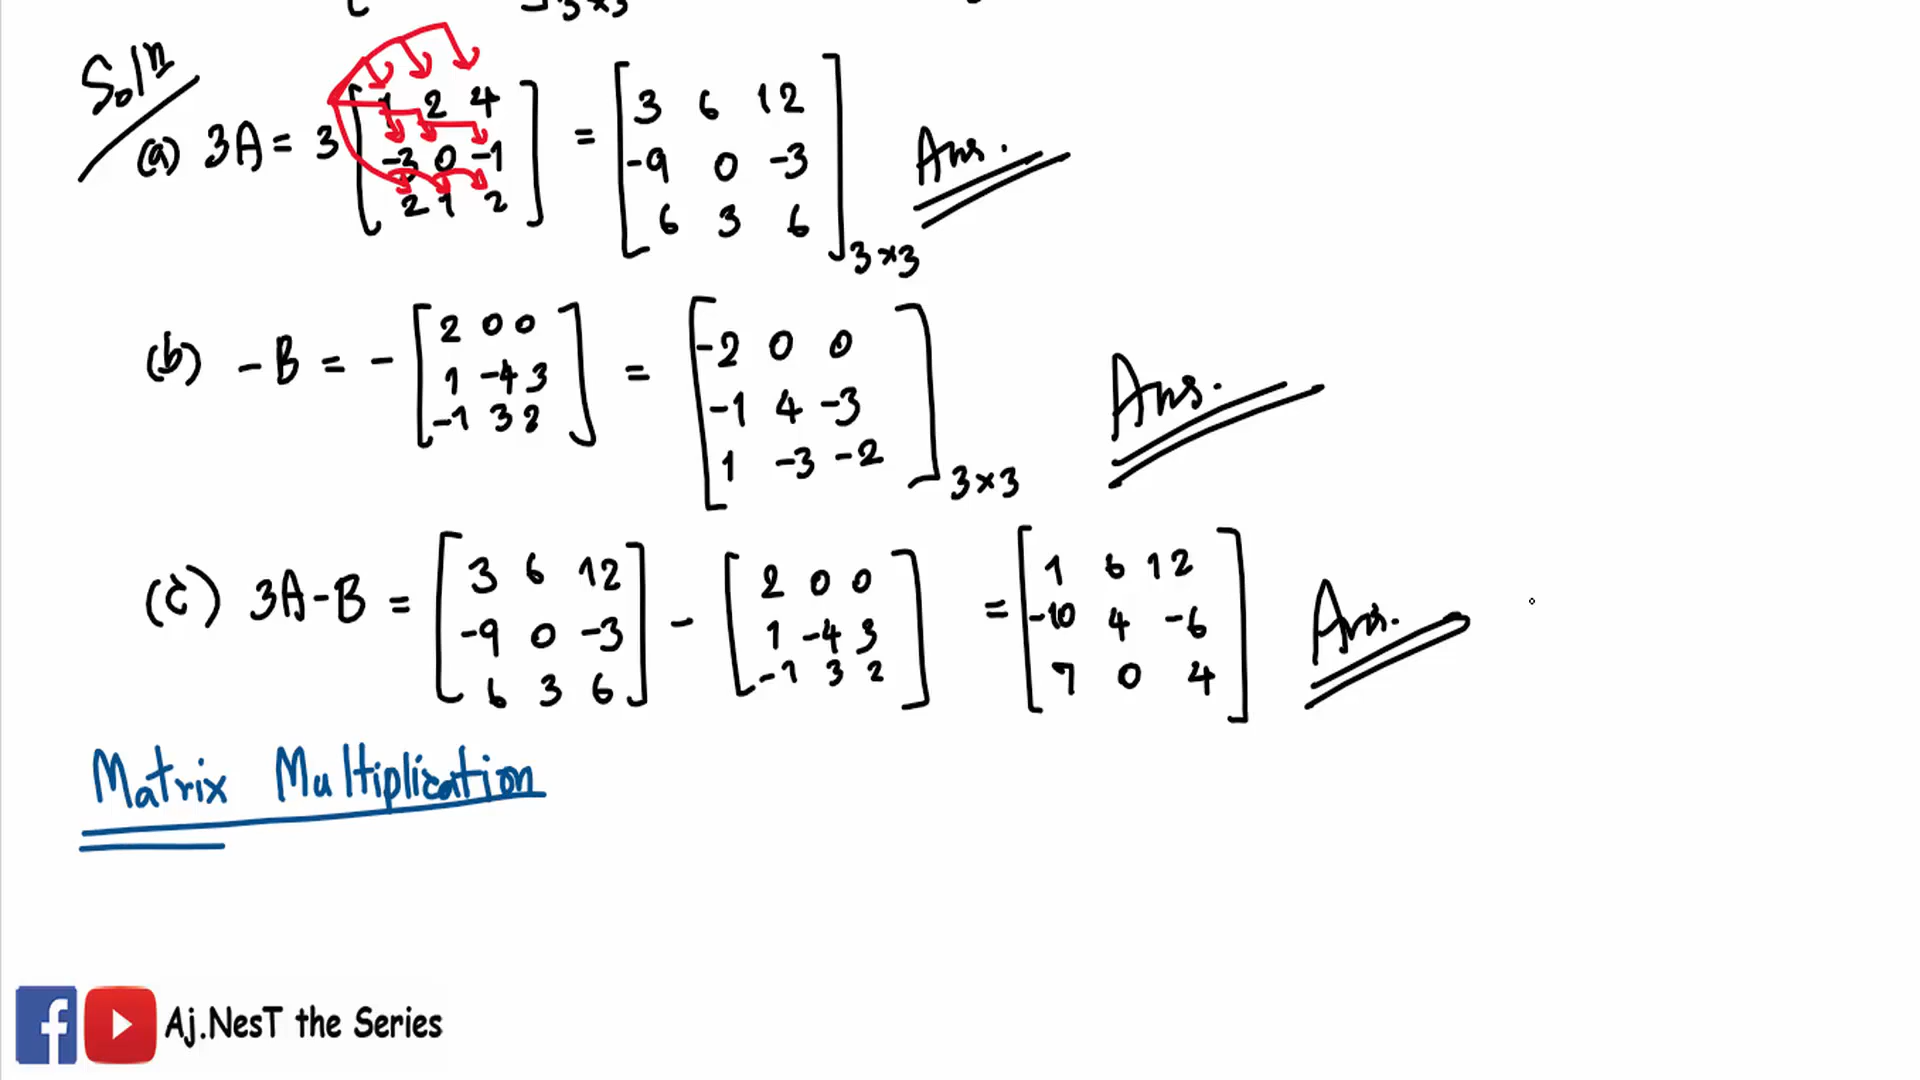 3×3
Solⁿ
(a) 3A = 3 [1 2 4; -3 0 -1; 2 1 2] = [3 6 12; -9 0 -3; 6 3 6]3×3 Ans.
(b) -B = - [2 0 0; 1 -4 3; -1 3 2] = [-2 0 0; -1 4 -3; 1 -3 -2]3×3 Ans.
(c) 3A-B = [3 6 12; -9 0 -3; 6 3 6] - [2 0 0; 1 -4 3; -1 3 2] = [1 6 12; -10 4 -6; 7 0 4] Ans.
Matrix Multiplication
f Aj.NesT the Series